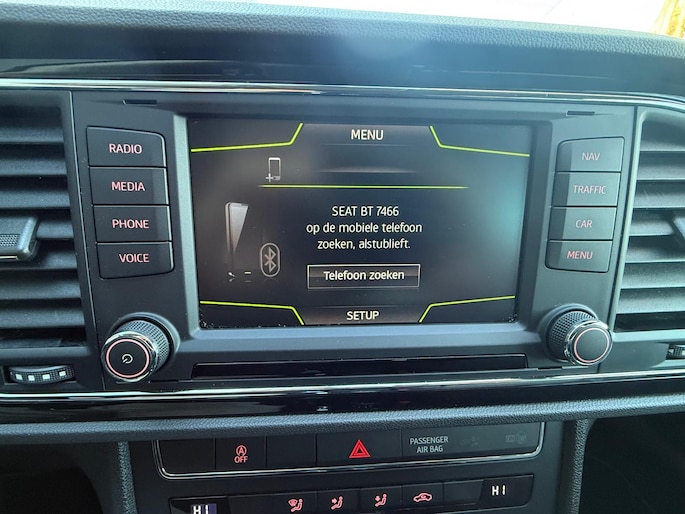 MENU
RADIO
MEDIA
PHONE
VOICE
SEAT BT 7466
op de mobiele telefoon
zoeken, alstublieft.
Telefoon zoeken
SETUP
NAV
TRAFFIC
CAR
MENU
OFF
PASSENGER
AIR BAG
HI
HI